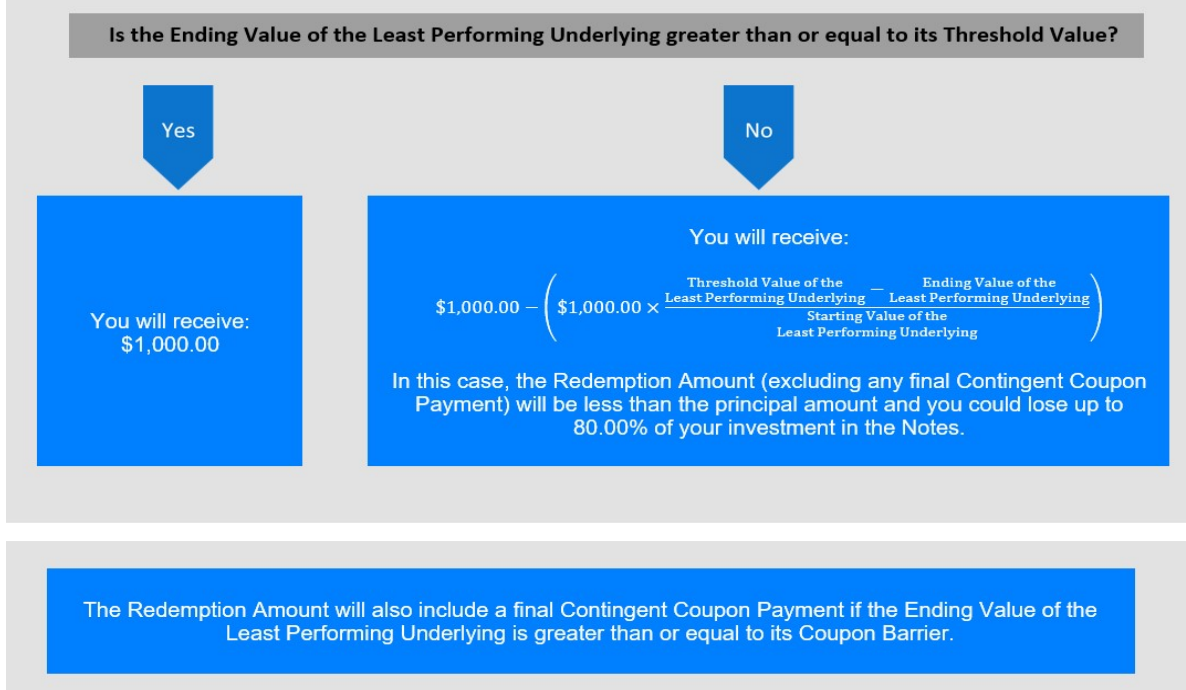 Is the Ending Value of the Least Performing Underlying greater than or equal to its Threshold Value?
Yes
No
You will receive:
$1,000.00
You will receive:
$1,000.00 − ($1,000.00 × (Threshold Value of the Least Performing Underlying − Ending Value of the Least Performing Underlying) / Starting Value of the Least Performing Underlying)
In this case, the Redemption Amount (excluding any final Contingent Coupon
Payment) will be less than the principal amount and you could lose up to
80.00% of your investment in the Notes.
The Redemption Amount will also include a final Contingent Coupon Payment if the Ending Value of the
Least Performing Underlying is greater than or equal to its Coupon Barrier.